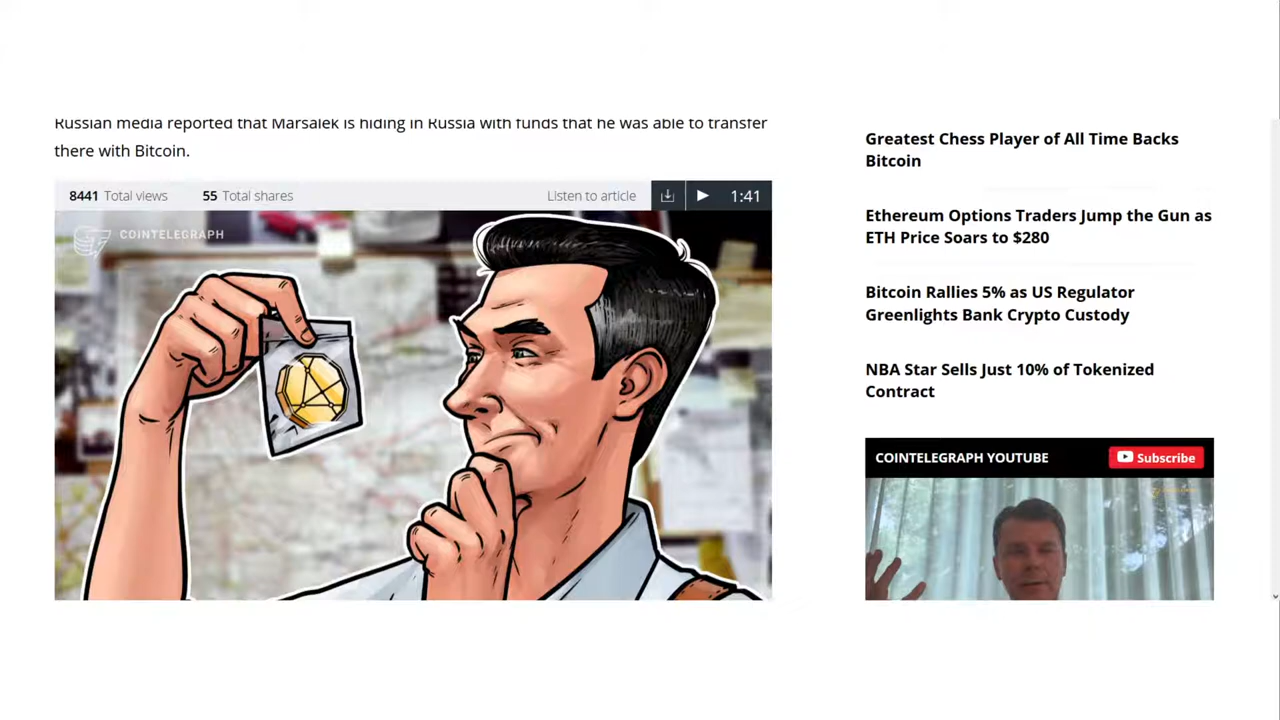 Russian media reported that Marsalek is hiding in Russia with funds that he was able to transfer
there with Bitcoin.
8441 Total views 55 Total shares Listen to article 1:41
COINTELEGRAPH
Greatest Chess Player of All Time Backs
Bitcoin
Ethereum Options Traders Jump the Gun as
ETH Price Soars to $280
Bitcoin Rallies 5% as US Regulator
Greenlights Bank Crypto Custody
NBA Star Sells Just 10% of Tokenized
Contract
COINTELEGRAPH YOUTUBE Subscribe